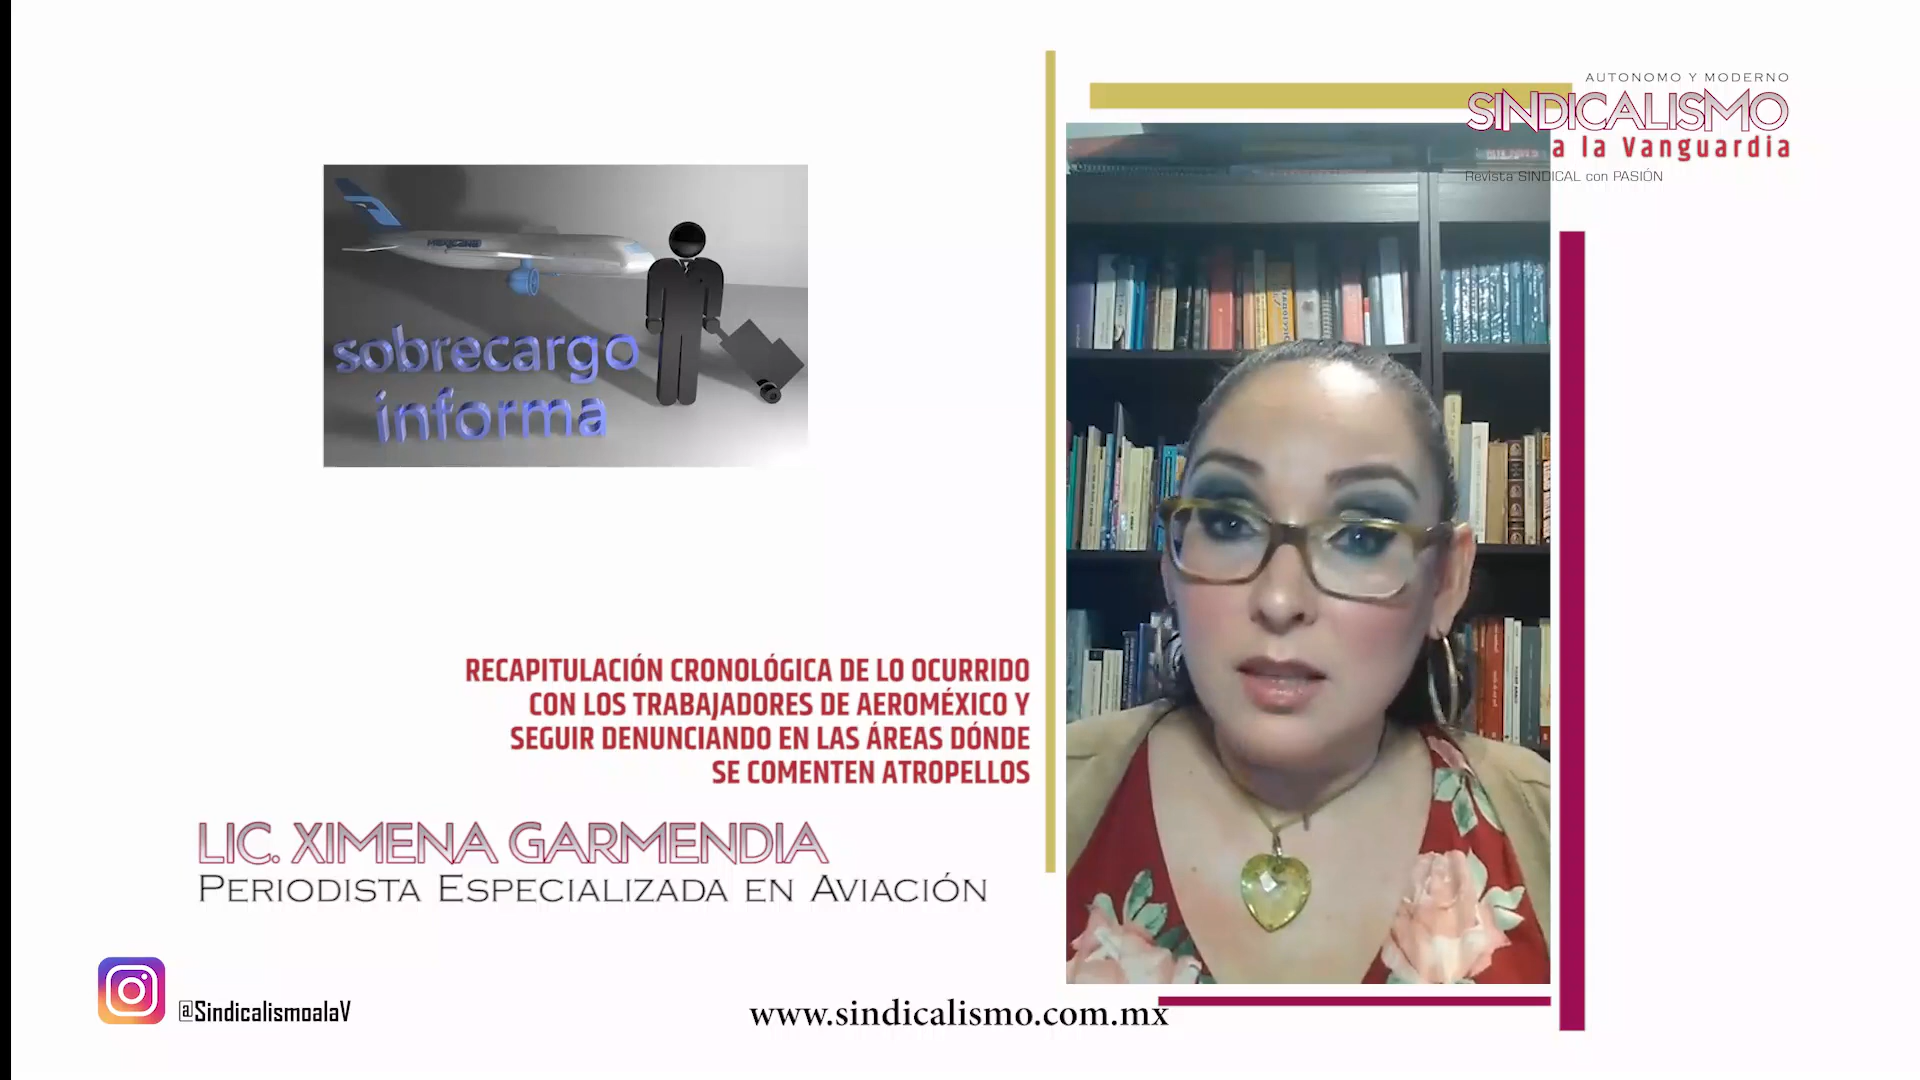 AUTONOMO Y MODERNO
SINDICALISMO
a la Vanguardia
Revista SINDICAL con PASIÓN
MEXICANA
sobrecargo
informa
RECAPITULACIÓN CRONOLÓGICA DE LO OCURRIDO
CON LOS TRABAJADORES DE AEROMÉXICO Y
SEGUIR DENUNCIANDO EN LAS ÁREAS DÓNDE
SE COMENTEN ATROPELLOS
LIC. XIMENA GARMENDIA
PERIODISTA ESPECIALIZADA EN AVIACIÓN
@SindicalismoalaV
www.sindicalismo.com.mx